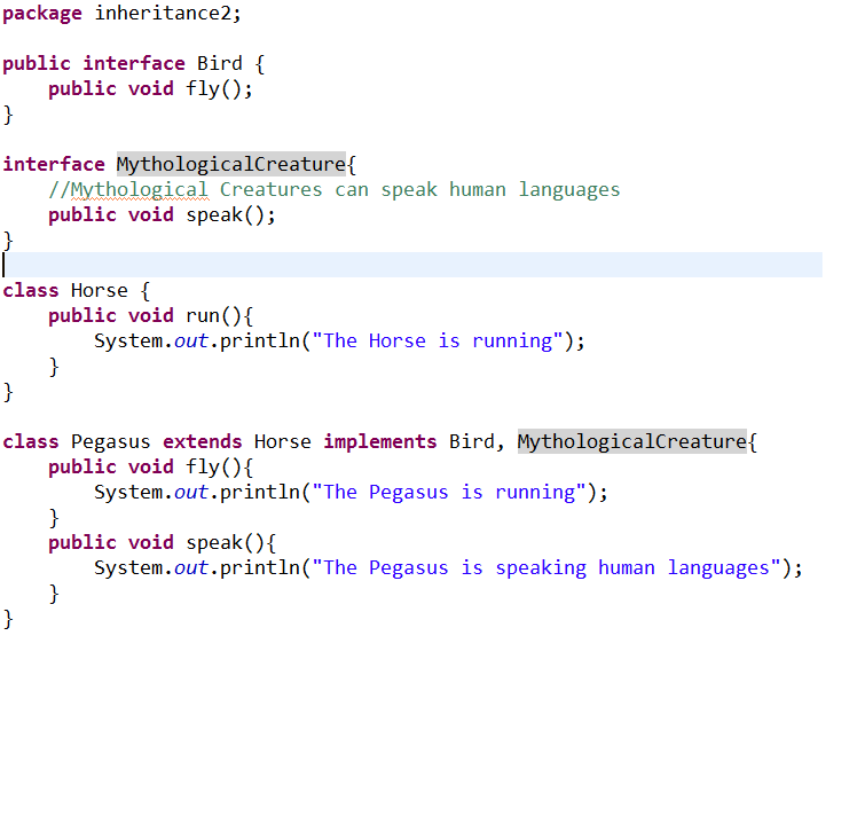 package inheritance2;
public interface Bird {
public void fly();
}
interface MythologicalCreature{
//Mythological Creatures can speak human languages
public void speak();
}
class Horse {
public void run(){
System.out.println("The Horse is running");
}
}
class Pegasus extends Horse implements Bird, MythologicalCreature{
public void fly(){
System.out.println("The Pegasus is running");
}
public void speak(){
System.out.println("The Pegasus is speaking human languages");
}
}